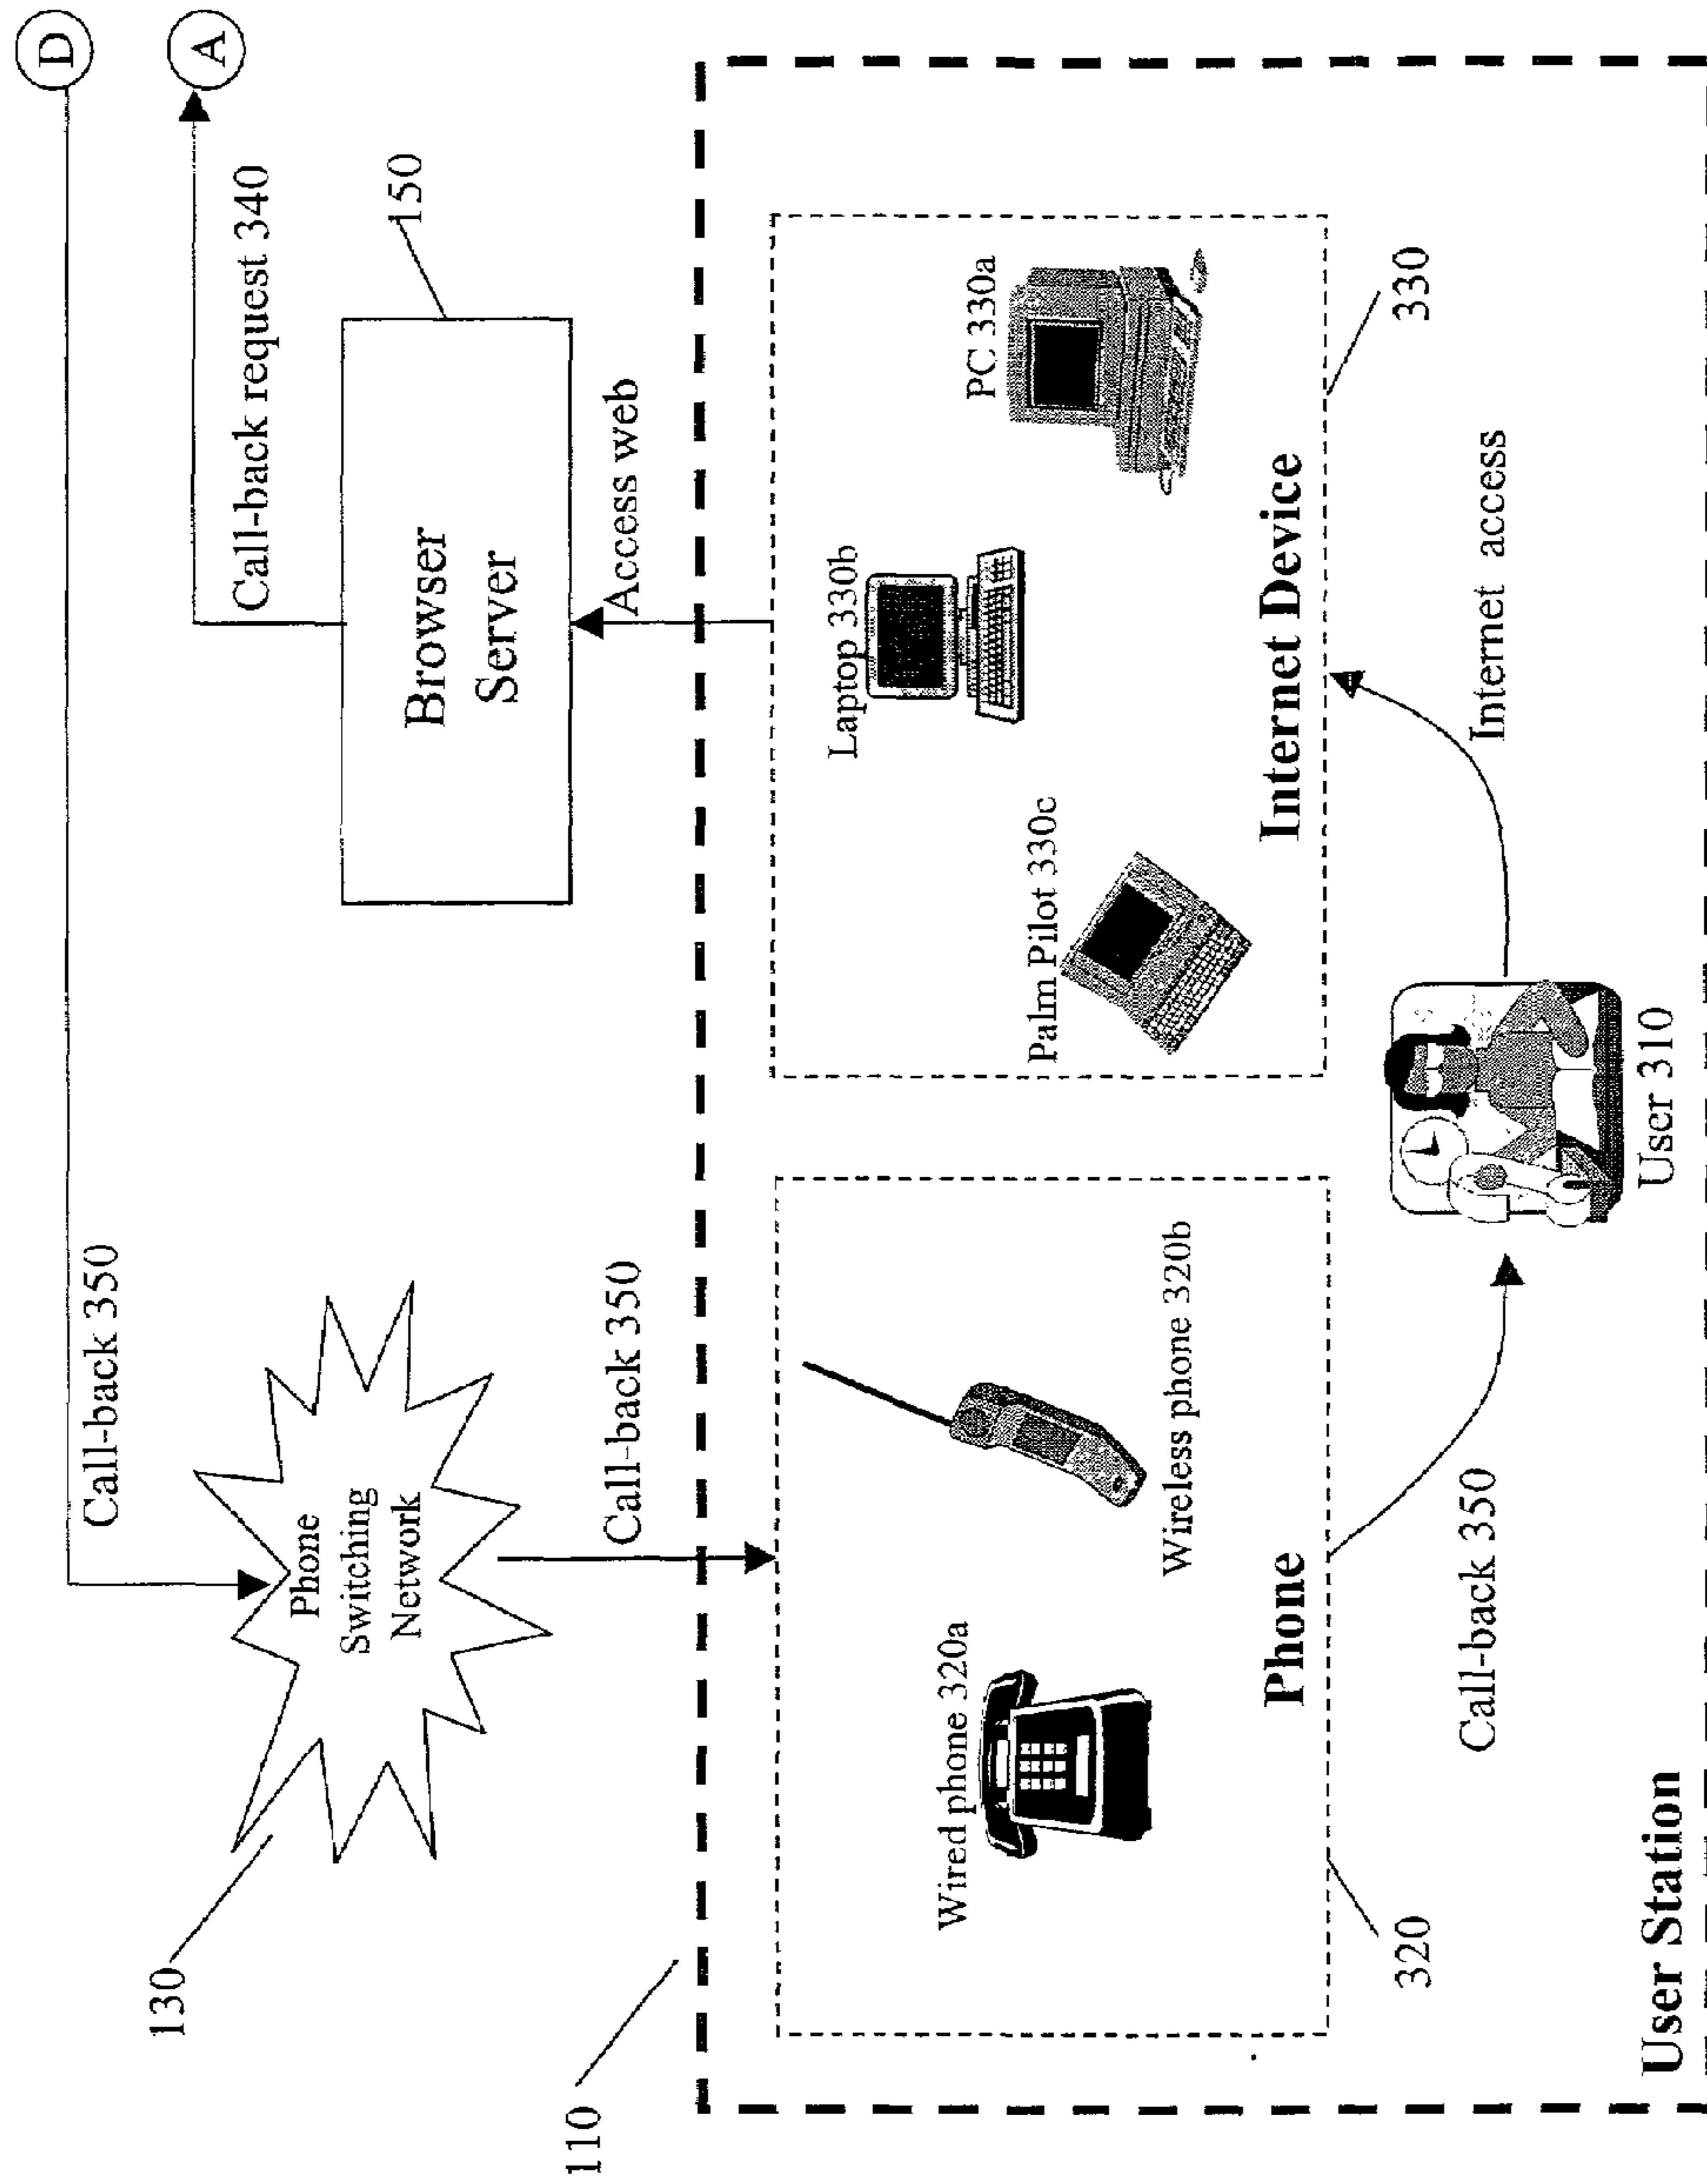 D
A
Call-back 350
Call-back request 340
130
Phone
Switching
Network
Browser
Server
150
Call-back 350
Access web
110
Wired phone 320a
Wireless phone 320b
Phone
320
Palm Pilot 330c
Laptop 330b
PC 330a
Internet Device
330
Call-back 350
Internet access
User 310
User Station